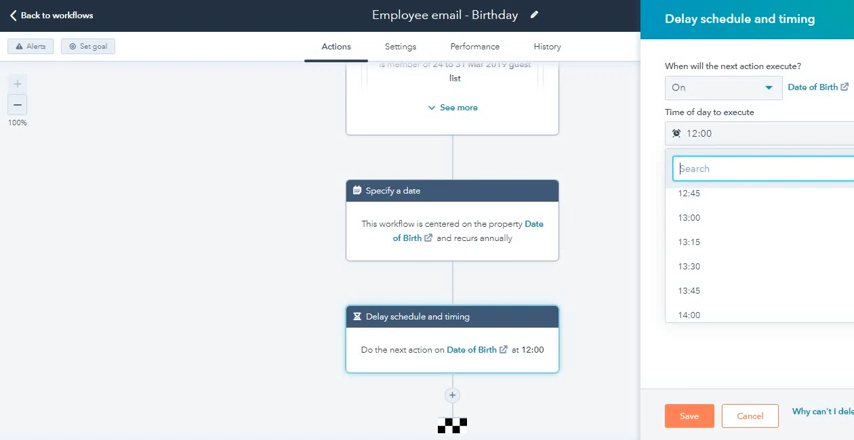 Back to workflows
Employee email - Birthday
Delay schedule and timing
Alerts
Set goal
Actions
Settings
Performance
History
is member of 24 to 31 Mar 2019 guest
list
See more
100%
Specify a date
This workflow is centered on the property Date
of Birth and recurs annually
Delay schedule and timing
Do the next action on Date of Birth at 12:00
When will the next action execute?
On
Date of Birth
Time of day to execute
12:00
Search
12:45
13:00
13:15
13:30
13:45
14:00
Save
Cancel
Why can't I dele